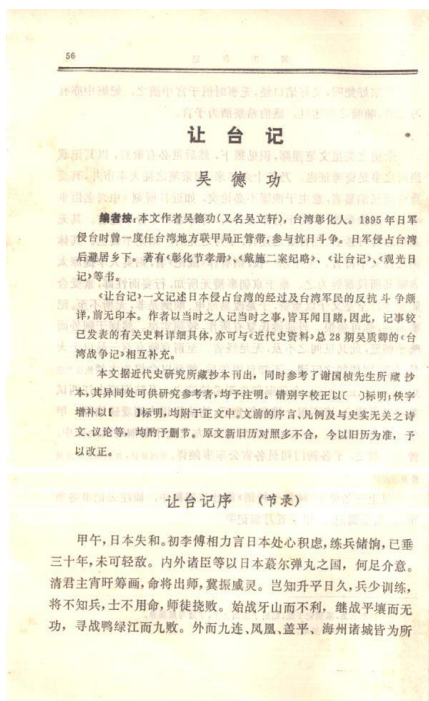 56
让台记
吴德功
编者按:本文作者吴德功(又名吴立轩),台湾彰化人。1895年日军
侵台时曾一度任台湾地方联甲局正管带,参与抗日斗争。日军侵占台湾
后避居乡下。著有《彰化节孝册》、《戴施二案纪略》、《让台记》、《观光日
记》等书。
《让台记》一文记述日本侵占台湾的经过及台湾军民的反抗斗争颇
详,前无印本。作者以当时之人记当时之事,皆耳闻目睹,因此,记事较
已发表的有关史料详细具体,亦可与《近代史资料》总28期吴质卿的《台
湾战争记》相互补充。
本文据近代史研究所藏抄本刊出,同时参考了谢国桢先生所藏抄
本,其异同处可供研究参考者,均予注明。错别字校正以〔 〕标明;佚字
增补以【 】标明,均附于正文中。文前的序言、凡例及与史实无关之诗
文、议论等,均酌予删节。原文新旧历对照多不合,今以旧历为准,予
以改正。
让台记序 (节录)
甲午,日本失和。初李傅相力言日本处心积虑,练兵储饷,已垂
三十年,未可轻敌。内外诸臣等以日本蕞尔弹丸之国,何足介意。
清君主宵旰筹画,命将出师,冀振威灵。岂知升平日久,兵少训练,
将不知兵,士不用命,师徒挠败。始战牙山而不利,继战平壤而无
功,寻战鸭绿江而九败。外而九连、凤凰、盖平、海州诸城皆为所